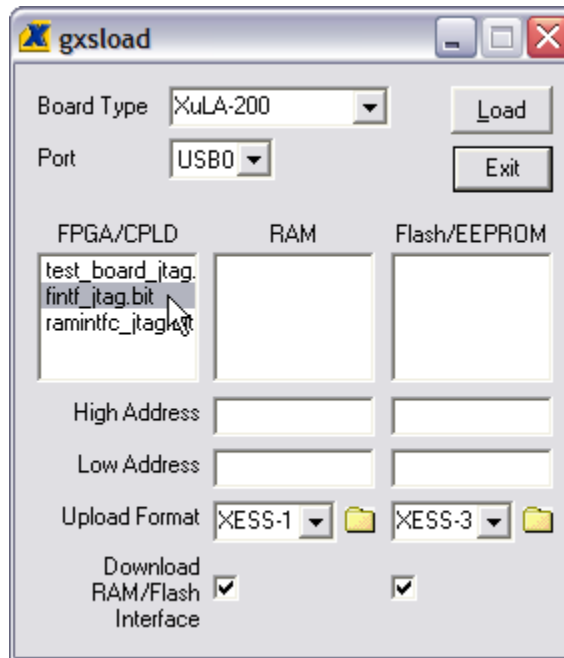 gxsload
Board Type XuLA-200 Load
Port USB0 Exit
FPGA/CPLD RAM Flash/EEPROM
test_board_jtag.
fintf_jtag.bit
ramintfc_jtag
High Address
Low Address
Upload Format XESS-1 XESS-3
Download
RAM/Flash
Interface